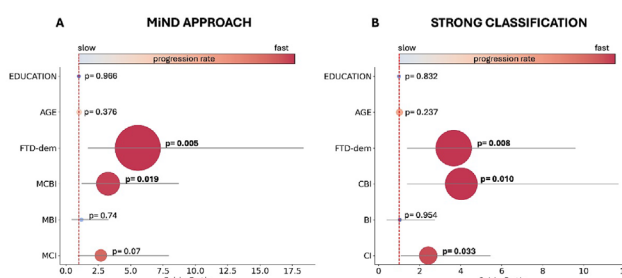 A MiND APPROACH
slow fast
progression rate
EDUCATION p= 0.966
AGE p= 0.376
FTD-dem p= 0.005
MCBI p= 0.019
MBI p= 0.74
MCI p= 0.07
0.0 2.5 5.0 7.5 10.0 12.5 15.0 17.5
B STRONG CLASSIFICATION
slow fast
progression rate
EDUCATION p= 0.832
AGE p= 0.237
FTD-dem p= 0.008
CBI p= 0.010
BI p= 0.954
CI p= 0.033
0 2 4 6 8 10